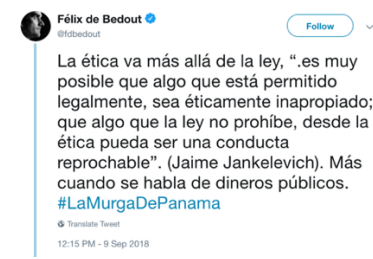 Félix de Bedout
@fdbedout
Follow
La ética va más allá de la ley, “.es muy
posible que algo que está permitido
legalmente, sea éticamente inapropiado;
que algo que la ley no prohíbe, desde la
ética pueda ser una conducta
reprochable”. (Jaime Jankelevich). Más
cuando se habla de dineros públicos.
#LaMurgaDePanama
Translate Tweet
12:15 PM - 9 Sep 2018